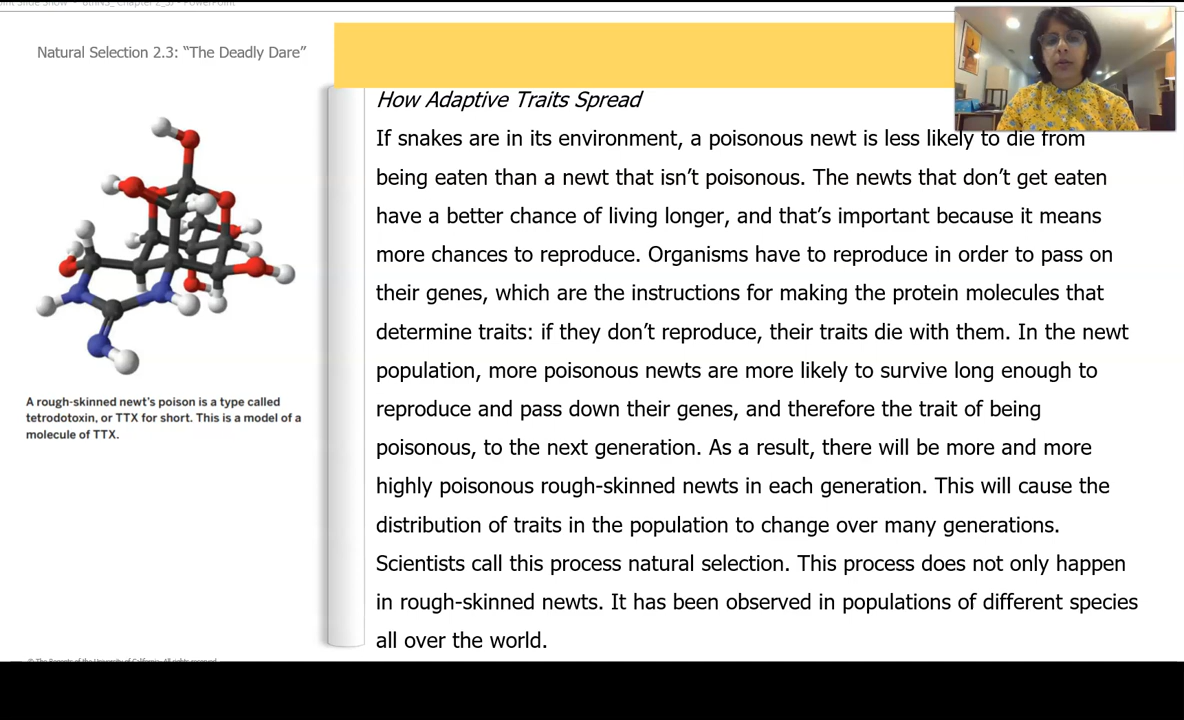 Natural Selection 2.3: “The Deadly Dare”
How Adaptive Traits Spread
If snakes are in its environment, a poisonous newt is less likely to die from
being eaten than a newt that isn’t poisonous. The newts that don’t get eaten
have a better chance of living longer, and that’s important because it means
more chances to reproduce. Organisms have to reproduce in order to pass on
their genes, which are the instructions for making the protein molecules that
determine traits: if they don’t reproduce, their traits die with them. In the newt
population, more poisonous newts are more likely to survive long enough to
reproduce and pass down their genes, and therefore the trait of being
poisonous, to the next generation. As a result, there will be more and more
highly poisonous rough-skinned newts in each generation. This will cause the
distribution of traits in the population to change over many generations.
Scientists call this process natural selection. This process does not only happen
in rough-skinned newts. It has been observed in populations of different species
all over the world.
A rough-skinned newt’s poison is a type called
tetrodotoxin, or TTX for short. This is a model of a
molecule of TTX.
© The Regents of the University of California. All rights reserved